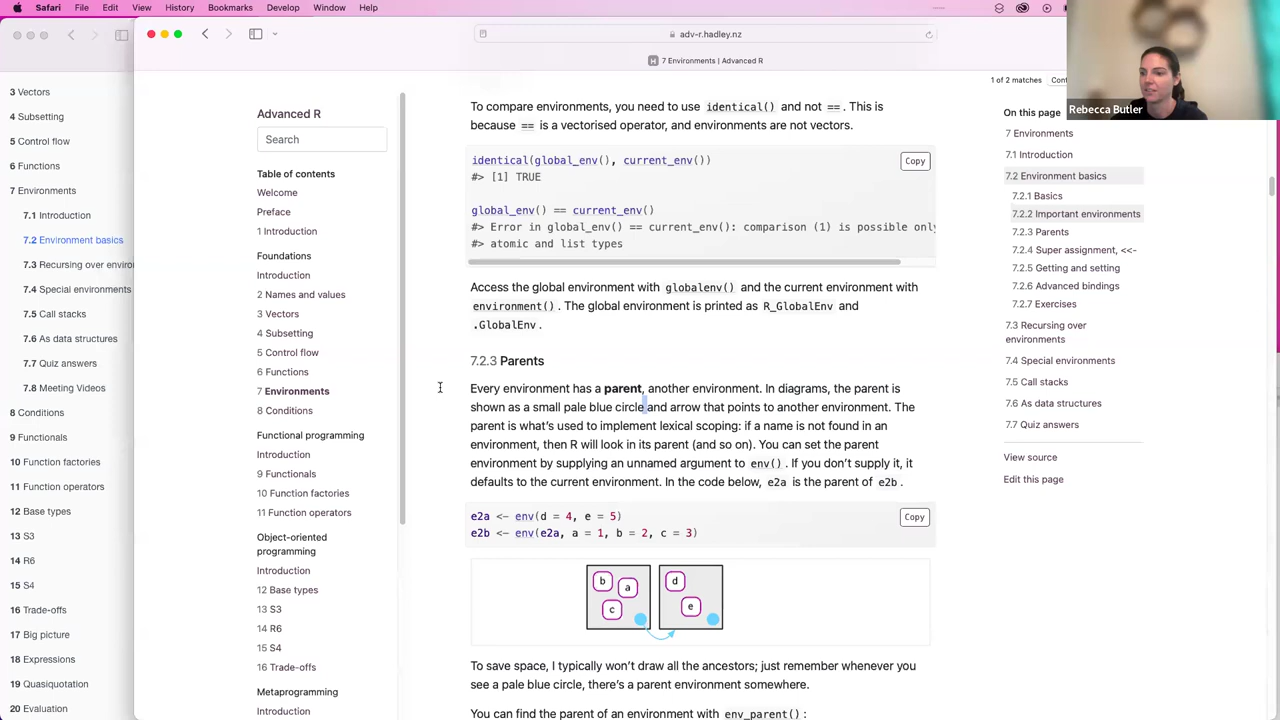 Safari File Edit View History Bookmarks Develop Window Help
adv-r.hadley.nz
7 Environments | Advanced R
1 of 2 matches
Rebecca Butler
3 Vectors
4 Subsetting
5 Control flow
6 Functions
7 Environments
7.1 Introduction
7.2 Environment basics
7.3 Recursing over enviro
7.4 Special environments
7.5 Call stacks
7.6 As data structures
7.7 Quiz answers
7.8 Meeting Videos
8 Conditions
9 Functionals
10 Function factories
11 Function operators
12 Base types
13 S3
14 R6
15 S4
16 Trade-offs
17 Big picture
18 Expressions
19 Quasiquotation
20 Evaluation
Advanced R
Search
Table of contents
Welcome
Preface
1 Introduction
Foundations
Introduction
2 Names and values
3 Vectors
4 Subsetting
5 Control flow
6 Functions
7 Environments
8 Conditions
Functional programming
Introduction
9 Functionals
10 Function factories
11 Function operators
Object-oriented
programming
Introduction
12 Base types
13 S3
14 R6
15 S4
16 Trade-offs
Metaprogramming
Introduction
To compare environments, you need to use identical() and not ==. This is
because == is a vectorised operator, and environments are not vectors.
Copy
identical(global_env(), current_env())
#> [1] TRUE
global_env() == current_env()
#> Error in global_env() == current_env(): comparison (1) is possible only
#> atomic and list types
Access the global environment with globalenv() and the current environment with
environment(). The global environment is printed as R_GlobalEnv and
.GlobalEnv.
7.2.3 Parents
Every environment has a parent, another environment. In diagrams, the parent is
shown as a small pale blue circle and arrow that points to another environment. The
parent is what's used to implement lexical scoping: if a name is not found in an
environment, then R will look in its parent (and so on). You can set the parent
environment by supplying an unnamed argument to env(). If you don't supply it, it
defaults to the current environment. In the code below, e2a is the parent of e2b.
Copy
e2a <- env(d = 4, e = 5)
e2b <- env(e2a, a = 1, b = 2, c = 3)
b a c d e
To save space, I typically won't draw all the ancestors; just remember whenever you
see a pale blue circle, there's a parent environment somewhere.
You can find the parent of an environment with env_parent():
On this page
7 Environments
7.1 Introduction
7.2 Environment basics
7.2.1 Basics
7.2.2 Important environments
7.2.3 Parents
7.2.4 Super assignment, <<-
7.2.5 Getting and setting
7.2.6 Advanced bindings
7.2.7 Exercises
7.3 Recursing over
environments
7.4 Special environments
7.5 Call stacks
7.6 As data structures
7.7 Quiz answers
View source
Edit this page